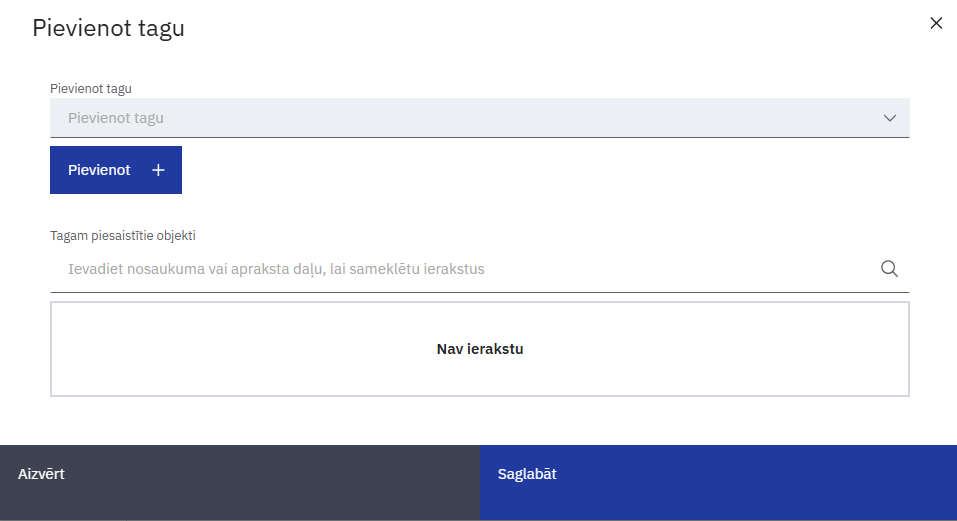 Pievienot tagu
Pievienot tagu
Pievienot tagu
Pievienot
Tagam piesaistītie objekti
Ievadiet nosaukuma vai apraksta daļu, lai sameklētu ierakstus
Nav ierakstu
Aizvērt
Saglabāt